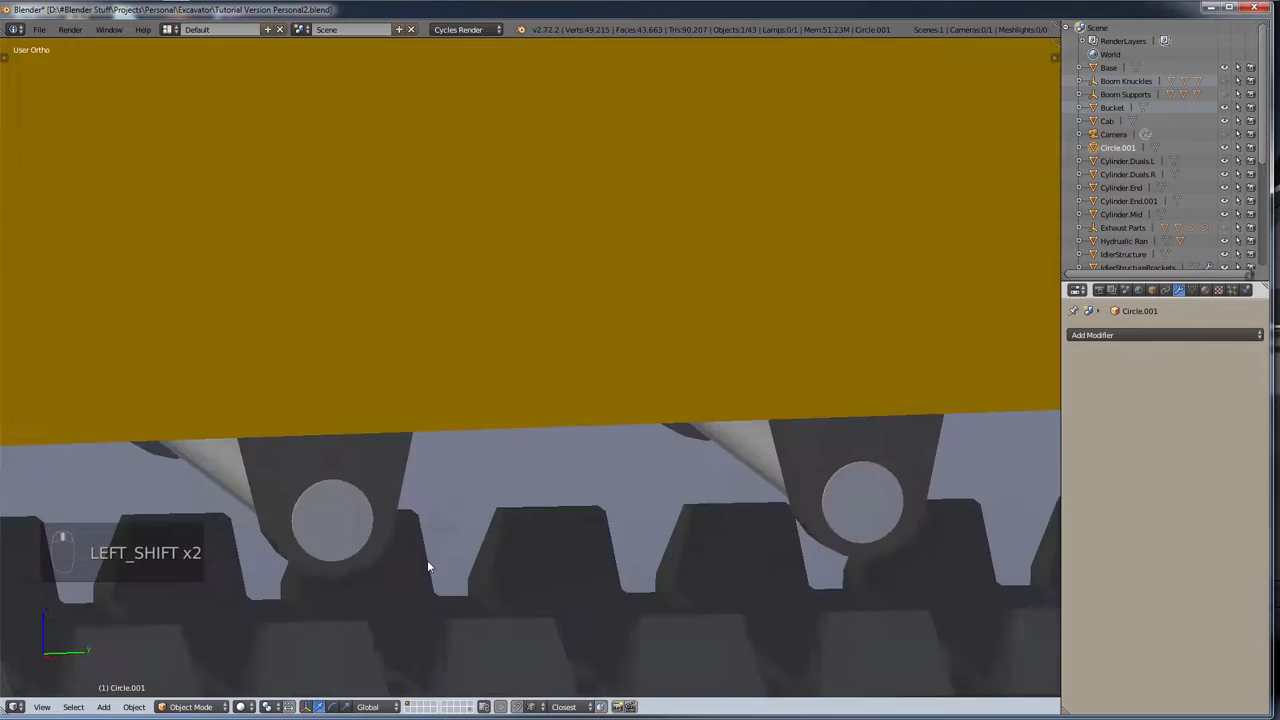 Blender* [D:\#Blender Stuff\Projects\Personal\Excavator\Tutorial Version Personal2.blend]
File Render Window Help Default Scene Cycles Render v2.72.2 | Verts:49,215 | Faces:43,663 | Tris:90,207 | Objects:1/43 | Lamps:0/1 | Mem:51.23M | Circle.001 Scenes:1 | Cameras:0/1 | Meshlights:0/0
User Ortho
Scene
RenderLayers
World
Base
Boom Knuckles
Boom Supports
Bucket
Cab
Camera
Circle.001
Cylinder.Duals.L
Cylinder.Duals.R
Cylinder.End
Cylinder.End.001
Cylinder.Mid
Exhaust Parts
Hydrualic Ran
IdlerStructure
IdlerStructureBrackets
Circle.001
Add Modifier
LEFT_SHIFT x2
z
y
(1) Circle.001
View Select Add Object Object Mode Global Closest